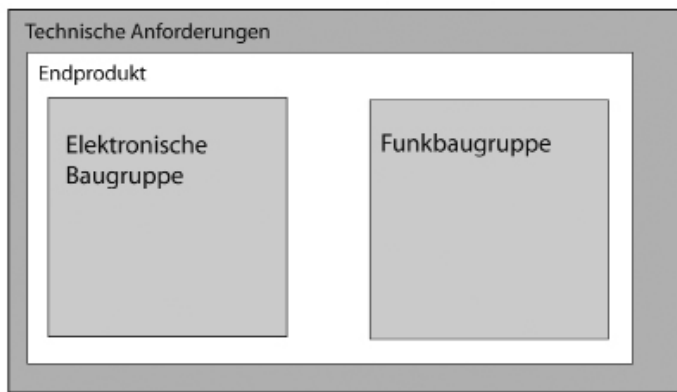 Technische Anforderungen
Endprodukt
Elektronische
Baugruppe
Funkbaugruppe